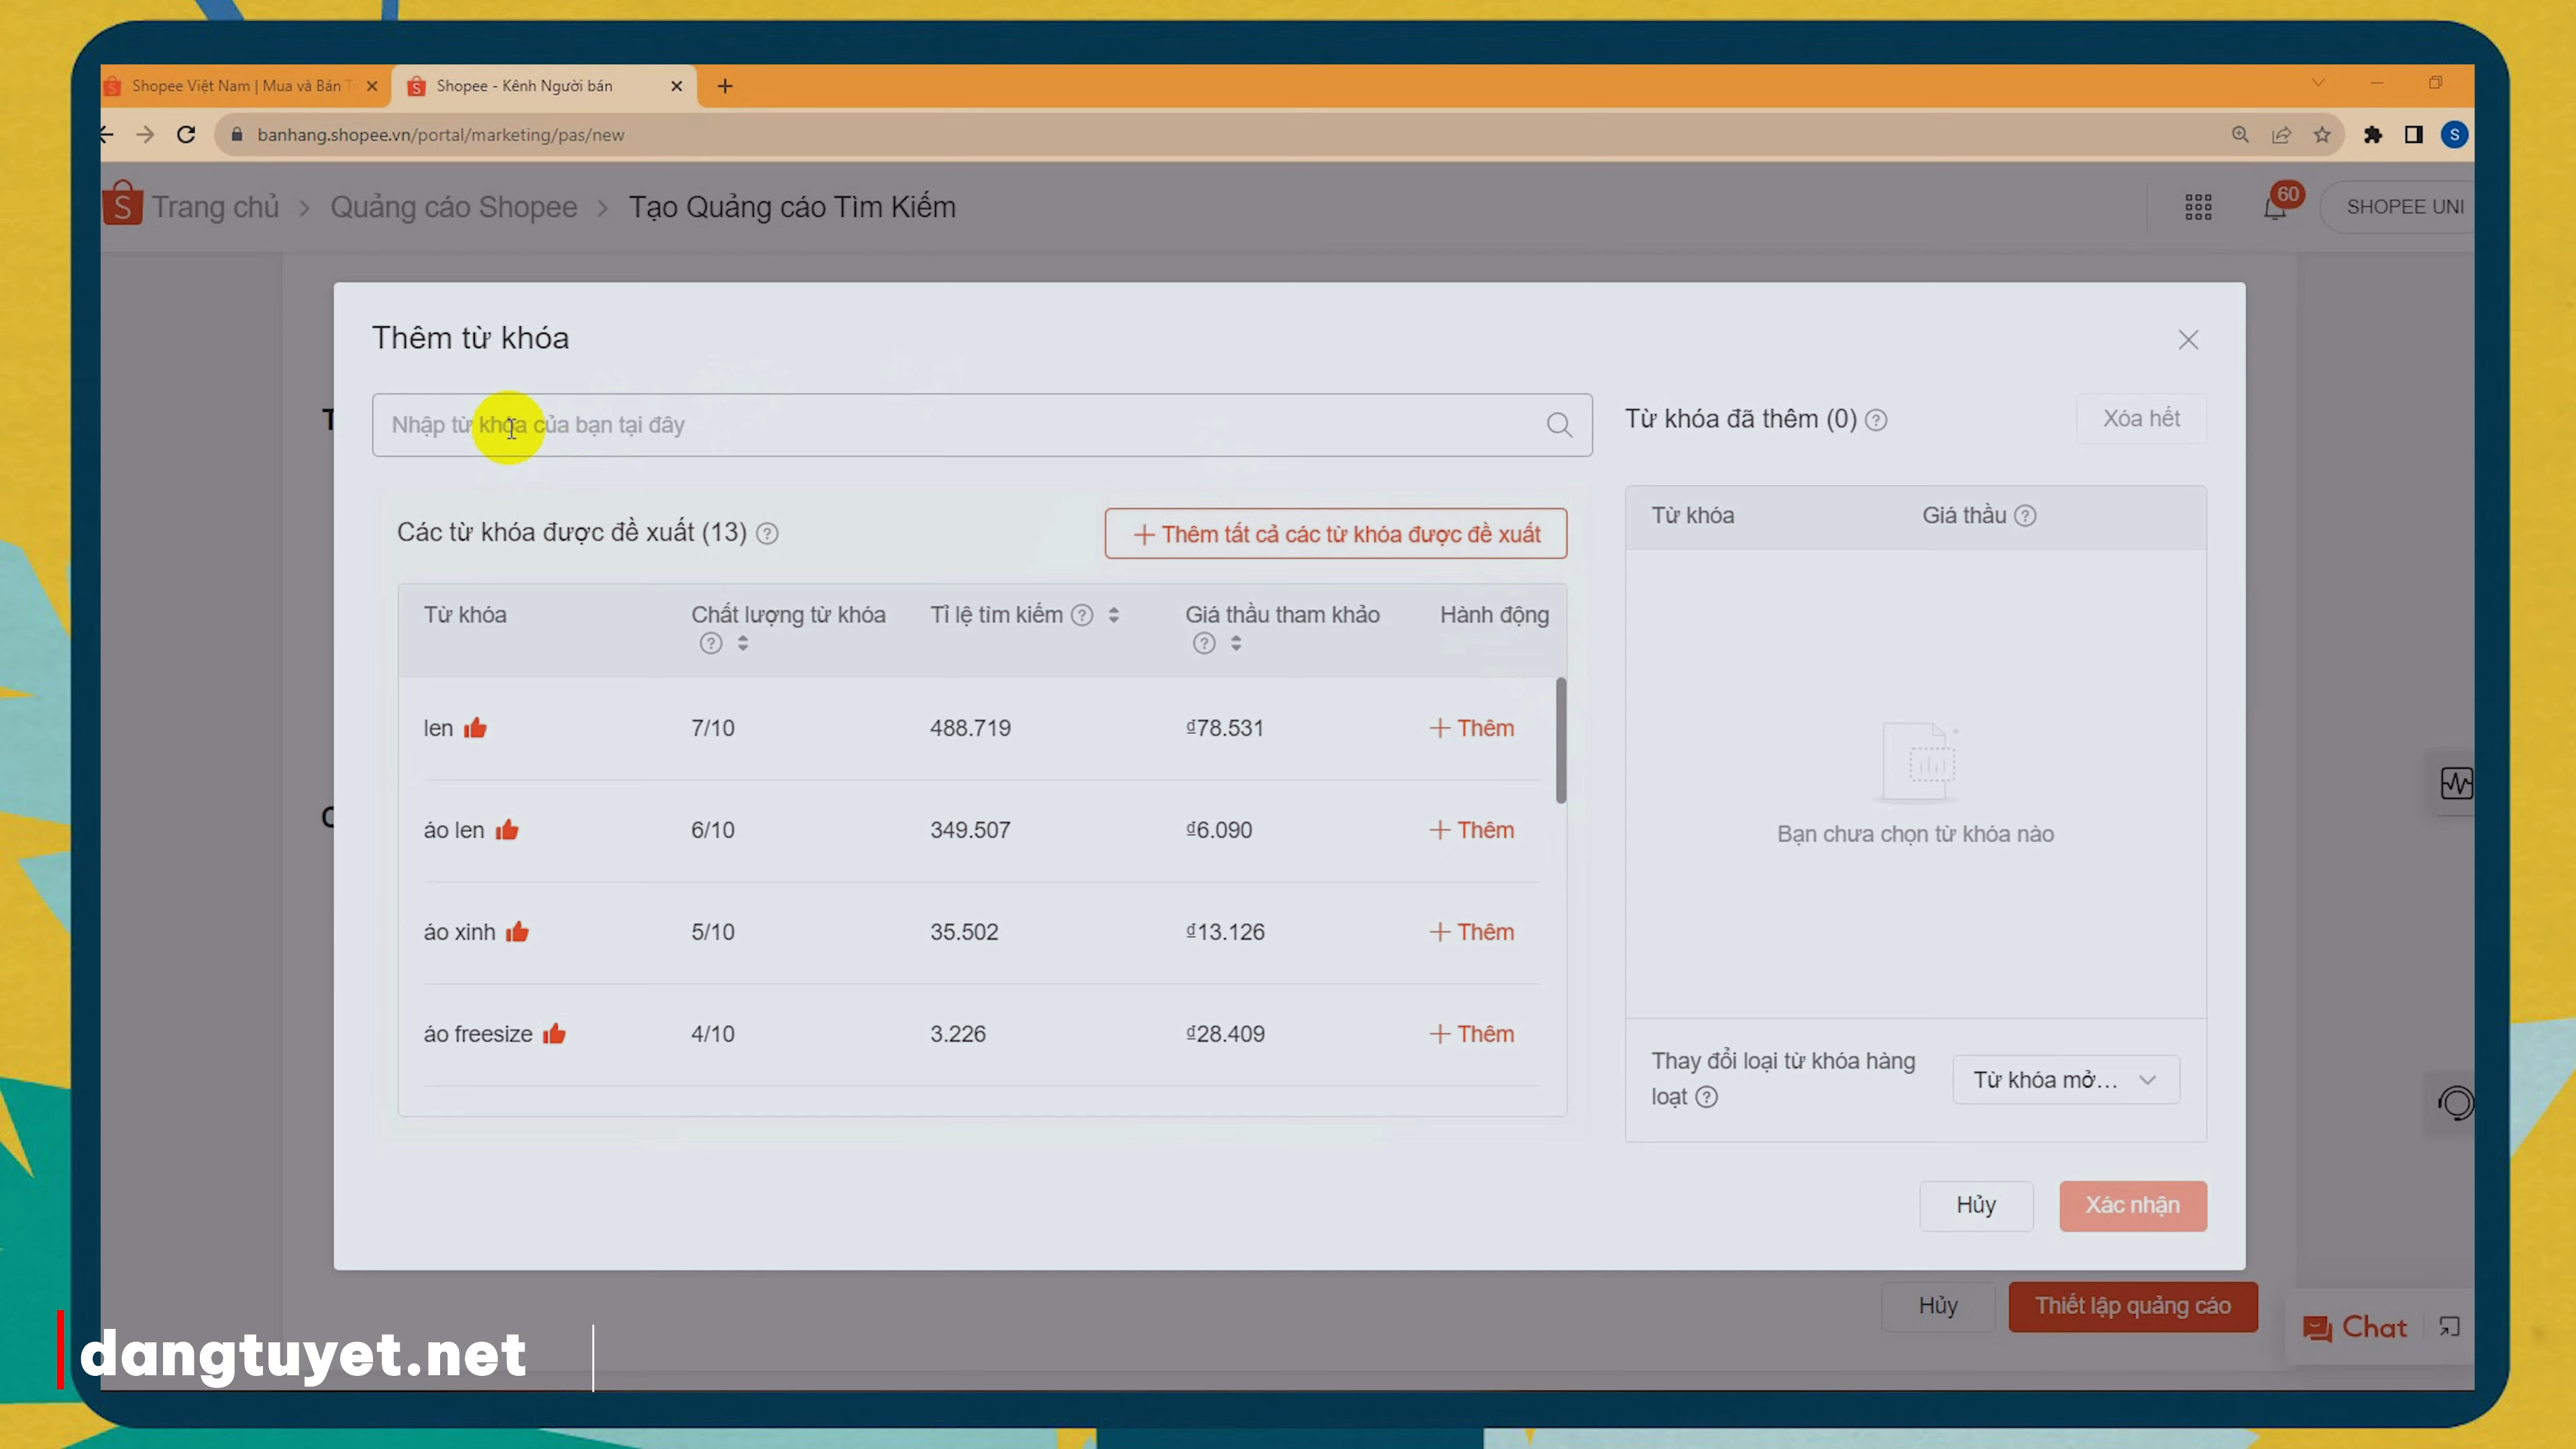 Shopee Việt Nam | Mua và Bán T
Shopee - Kênh Người bán
banhang.shopee.vn/portal/marketing/pas/new
S
Trang chủ > Quảng cáo Shopee > Tạo Quảng cáo Tìm Kiếm
60
SHOPEE UNI
Thêm từ khóa
Nhập từ khóa của bạn tại đây
Các từ khóa được đề xuất (13)
+ Thêm tất cả các từ khóa được đề xuất
Từ khóa Chất lượng từ khóa Tỉ lệ tìm kiếm Giá thầu tham khảo Hành động
len 7/10 488.719 ₫78.531 + Thêm
áo len 6/10 349.507 ₫6.090 + Thêm
áo xinh 5/10 35.502 ₫13.126 + Thêm
áo freesize 4/10 3.226 ₫28.409 + Thêm
Từ khóa đã thêm (0)
Xóa hết
Từ khóa Giá thầu
Bạn chưa chọn từ khóa nào
Thay đổi loại từ khóa hàng
loạt
Từ khóa mở...
Hủy
Xác nhận
Hủy
Thiết lập quảng cáo
Chat
dangtuyet.net